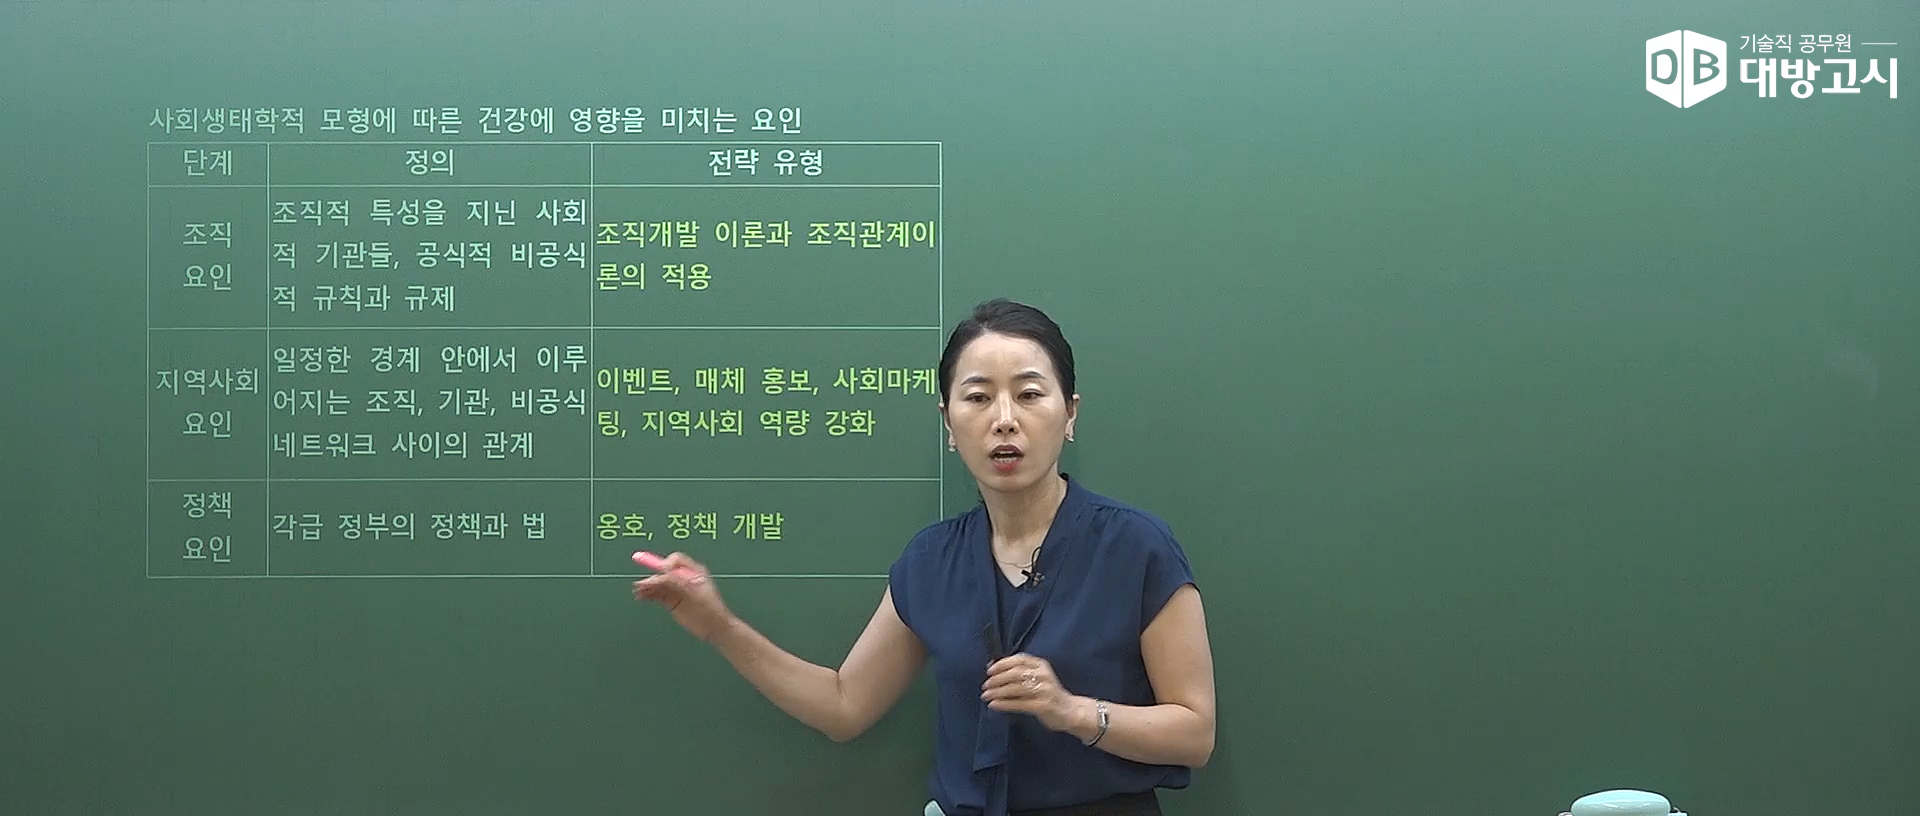 기술직 공무원
DB 대방고시
사회생태학적 모형에 따른 건강에 영향을 미치는 요인
단계 정의 전략 유형
조직
요인
조직적 특성을 지닌 사회
적 기관들, 공식적 비공식
적 규칙과 규제
조직개발 이론과 조직관계이
론의 적용
지역사회
요인
일정한 경계 안에서 이루
어지는 조직, 기관, 비공식
네트워크 사이의 관계
이벤트, 매체 홍보, 사회마케
팅, 지역사회 역량 강화
정책
요인
각급 정부의 정책과 법
옹호, 정책 개발